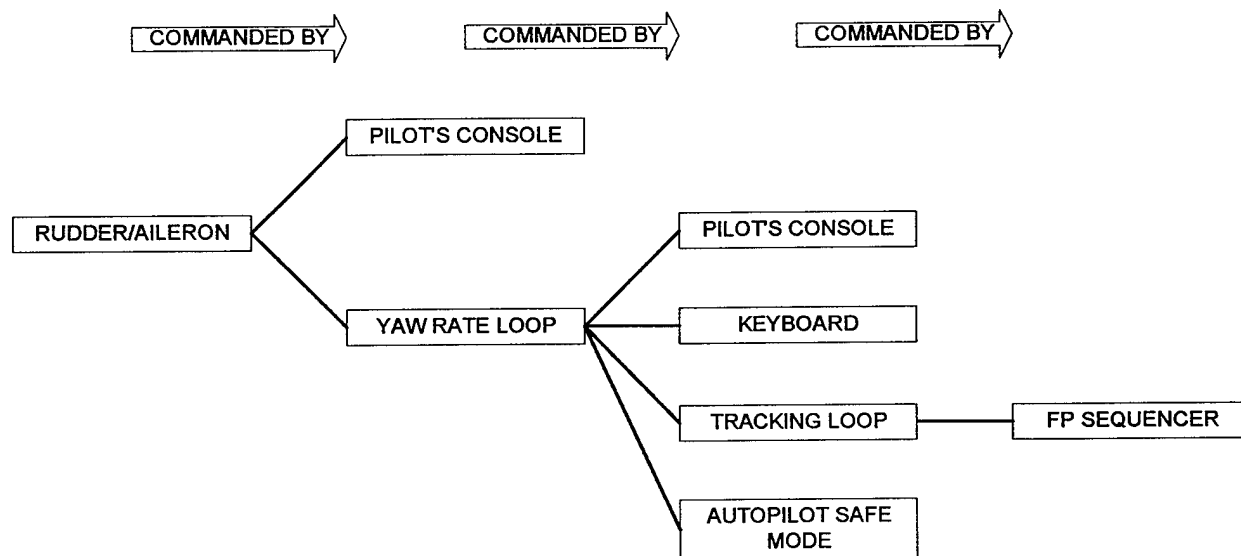 COMMANDED BY
COMMANDED BY
COMMANDED BY
PILOT'S CONSOLE
RUDDER/AILERON
PILOT'S CONSOLE
YAW RATE LOOP
KEYBOARD
TRACKING LOOP
FP SEQUENCER
AUTOPILOT SAFE
MODE